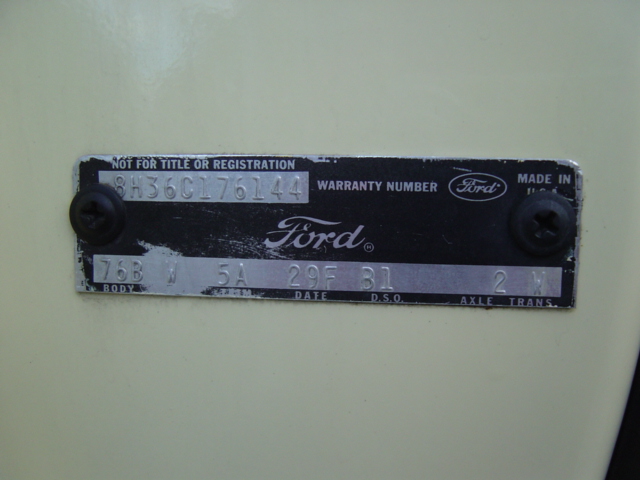 NOT FOR TITLE OR REGISTRATION
8H36C176144 WARRANTY NUMBER Ford MADE IN U.S.A.
Ford
76B 5A 29F B1 2 W
BODY TRIM DATE D.S.O. AXLE TRANS.